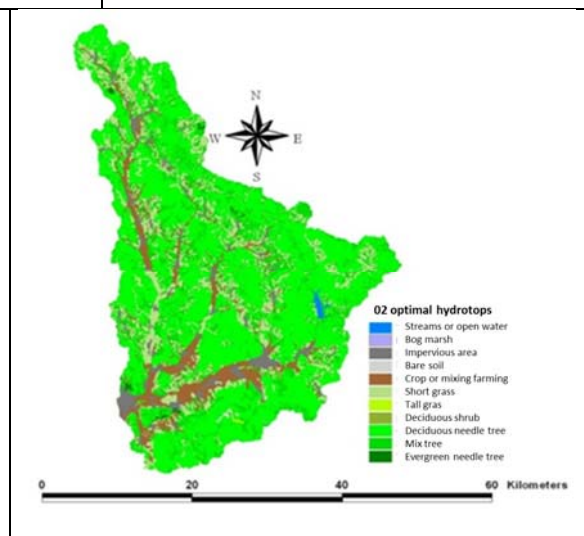 N
W E
S
02 optimal hydrotops
Streams or open water
Bog marsh
Impervious area
Bare soil
Crop or mixing farming
Short grass
Tall gras
Deciduous shrub
Deciduous needle tree
Mix tree
Evergreen needle tree
0 20 40 60 Kilometers